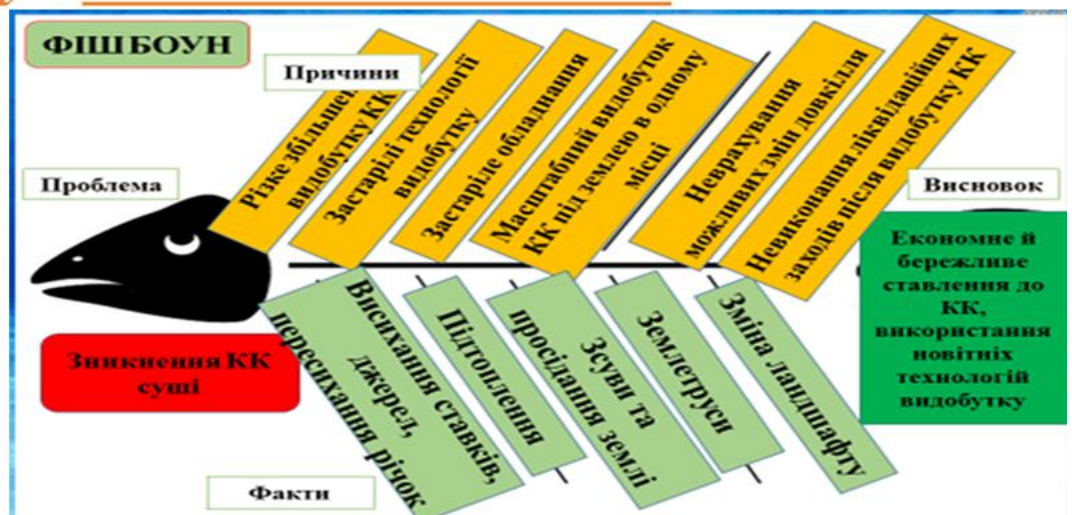 ФІШБОУН
Причини
Різке збільшен
видобутку КК
Застарілі технології
видобутку
Застаріле обладнання
Масштабний видобуток
КК під землею в одному
місці
Неврахування
можливих змін довкілля
Невиконання ліквідаційних
заходів після видобутку КК
Проблема
Висновок
Зникнення КК
суші
Економне й
бережливе
ставлення до
КК,
використання
новітніх
технологій
видобутку
Висихання ставків,
джерел,
пересихання річок
Підтоплення
Зсуви та
просідання землі
Землетруси
Зміна ландшафту
Факти